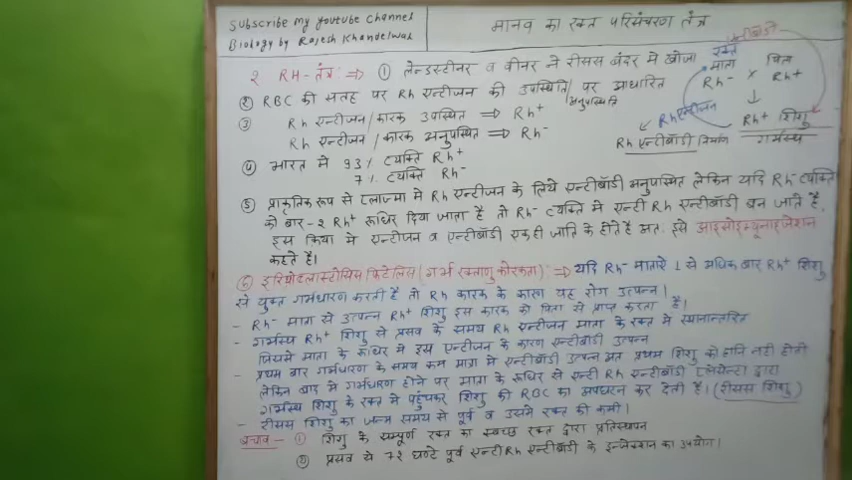 Subscribe my youtube channel
Biology by Rajesh Khandelwal
मानव का रक्त परिसंचरण तंत्र
2 RH-तंत्र ⇒ ① लेन्डस्टीनर व वीनर ने रीसस बंदर मे खोजा
② RBC की सतह पर Rh एन्टीजन की उपस्थिति/अनुपस्थिति पर आधारित
③ Rh एन्टीजन/कारक उपस्थित ⇒ Rh+
Rh एन्टीजन/कारक अनुपस्थित ⇒ Rh-
④ भारत मे 93% व्यक्ति Rh+
7% व्यक्ति Rh-
रक्त
माता पिता
Rh- × Rh+
↓
Rh एन्टीजन
Rh+ शिशु
गर्भस्थ
Rh एन्टीबॉडी निर्माण
⑤ प्राकृतिक रूप से प्लाज्मा मे Rh एन्टीजन के लिये एन्टीबॉडी अनुपस्थित लेकिन यदि Rh- व्यक्ति
को बार-2 Rh+ रूधिर दिया जाता है तो Rh- व्यक्ति मे एन्टी Rh एन्टीबॉडी बन जाते है,
इस क्रिया मे एन्टीजन व एन्टीबॉडी एक ही जाति के होते है अतः इसे आइसोइम्यूनाइजेशन
कहते है।
⑥ इरिथ्रोब्लास्टोसिस फिटेलिस (गर्भ रक्ताणु कोरकता) ⇒ यदि Rh- माताऐ 1 से अधिक बार Rh+ शिशु
से युक्त गर्भधारण करती है तो Rh कारक के कारण यह रोग उत्पन्न।
- Rh- माता से उत्पन्न Rh+ शिशु इस कारक को पिता से प्राप्त करता है।
- गर्भस्थ Rh+ शिशु से प्रसव के समय Rh एन्टीजन माता के रक्त मे स्थानान्तरित
जिससे माता के रूधिर मे इस एन्टीजन के कारण एन्टीबॉडी उत्पन्न
- प्रथम बार गर्भधारण के समय कम मात्रा मे एन्टीबॉडी उत्पन्न अतः प्रथम शिशु को हानि नही होती
लेकिन बाद मे गर्भधारण होने पर माता के रूधिर से एन्टी Rh एन्टीबॉडी प्लेसेन्टा द्वारा
गर्भस्थ शिशु के रक्त मे पहुंचकर शिशु की RBC का अपघटन कर देती है। (रीसस शिशु)
- रीसस शिशु का जन्म समय से पूर्व व उसमे रक्त की कमी।
बचाव - ① शिशु के सम्पूर्ण रक्त का स्वच्छ रक्त द्वारा प्रतिस्थापन
② प्रसव से 72 घण्टे पूर्व एन्टी Rh एन्टीबॉडी के इन्जेक्शन का उपयोग।